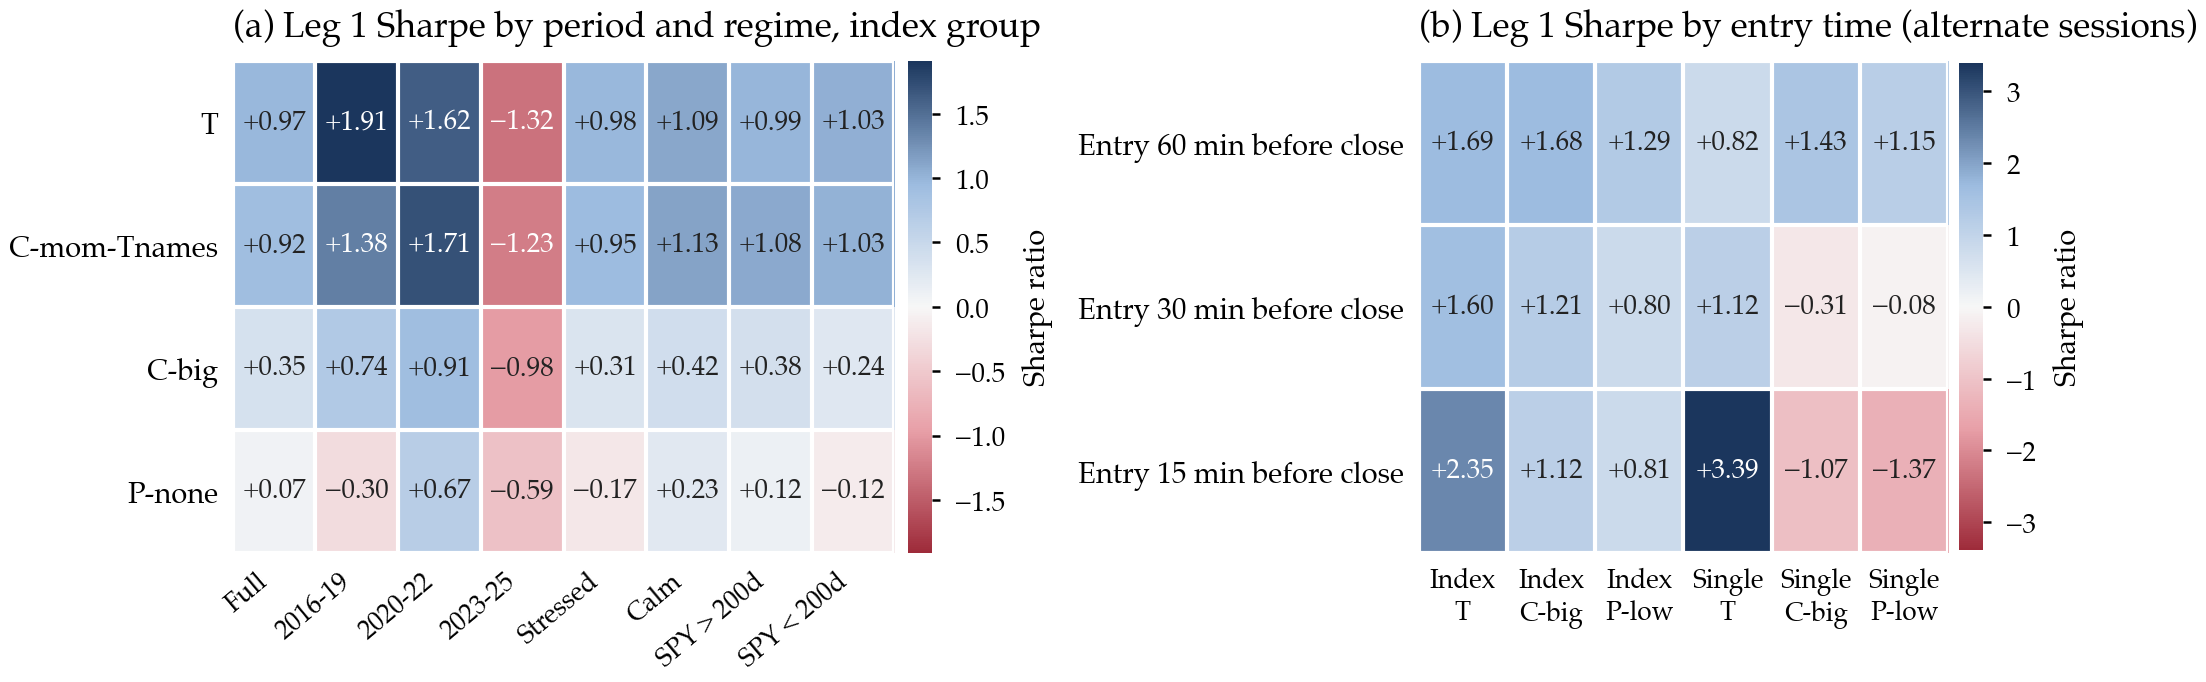 (a) Leg 1 Sharpe by period and regime, index group
T
+0.97 +1.91 +1.62 −1.32 +0.98 +1.09 +0.99 +1.03
C-mom-Tnames
+0.92 +1.38 +1.71 −1.23 +0.95 +1.13 +1.08 +1.03
C-big
+0.35 +0.74 +0.91 −0.98 +0.31 +0.42 +0.38 +0.24
P-none
+0.07 −0.30 +0.67 −0.59 −0.17 +0.23 +0.12 −0.12
Full
2016-19
2020-22
2023-25
Stressed
Calm
SPY > 200d
SPY < 200d
1.5
1.0
0.5
0.0
−0.5
−1.0
−1.5
Sharpe ratio
(b) Leg 1 Sharpe by entry time (alternate sessions)
Entry 60 min before close
+1.69 +1.68 +1.29 +0.82 +1.43 +1.15
Entry 30 min before close
+1.60 +1.21 +0.80 +1.12 −0.31 −0.08
Entry 15 min before close
+2.35 +1.12 +0.81 +3.39 −1.07 −1.37
Index
T
Index
C-big
Index
P-low
Single
T
Single
C-big
Single
P-low
3
2
1
0
−1
−2
−3
Sharpe ratio